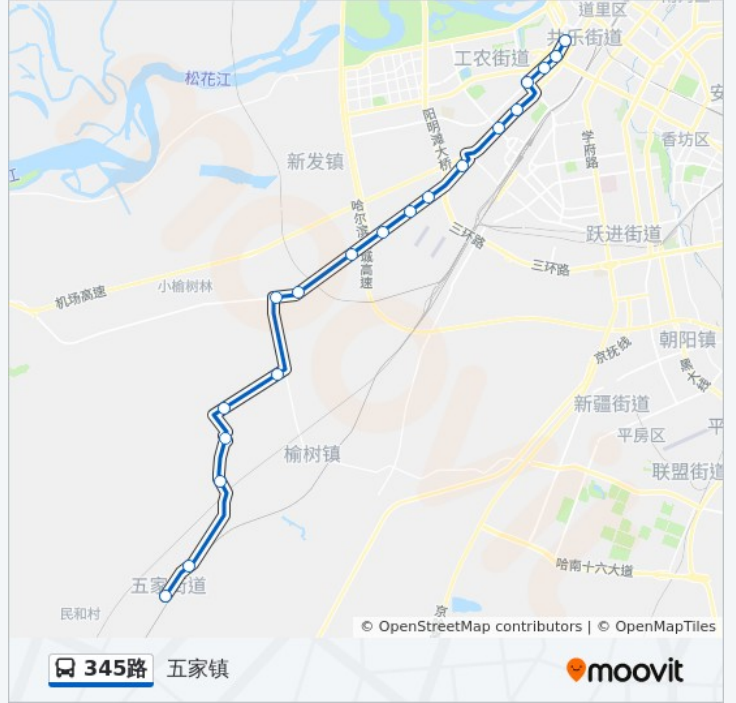 道里区
共乐街道
工农街道
松花江
安
阳明滩大桥
学府路
香坊区
新发镇
江
哈尔滨
跃进街道
三环路
三环路
城高速
小榆树林
机场高速
朝阳镇
京抚线
黑大线
新疆街道
平
平房区
榆树镇
联盟街道
哈南十六大道
五家街道
民和村
京
© OpenStreetMap contributors | © OpenMapTiles
345路 五家镇
moovit